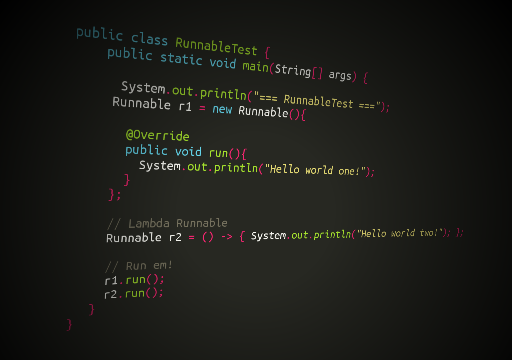 public class RunnableTest {
public static void main(String[] args) {
System.out.println("=== RunnableTest ===");
Runnable r1 = new Runnable(){
@Override
public void run(){
System.out.println("Hello world one!");
}
};
// Lambda Runnable
Runnable r2 = () -> { System.out.println("Hello world two!"); };
// Run em!
r1.run();
r2.run();
}
}